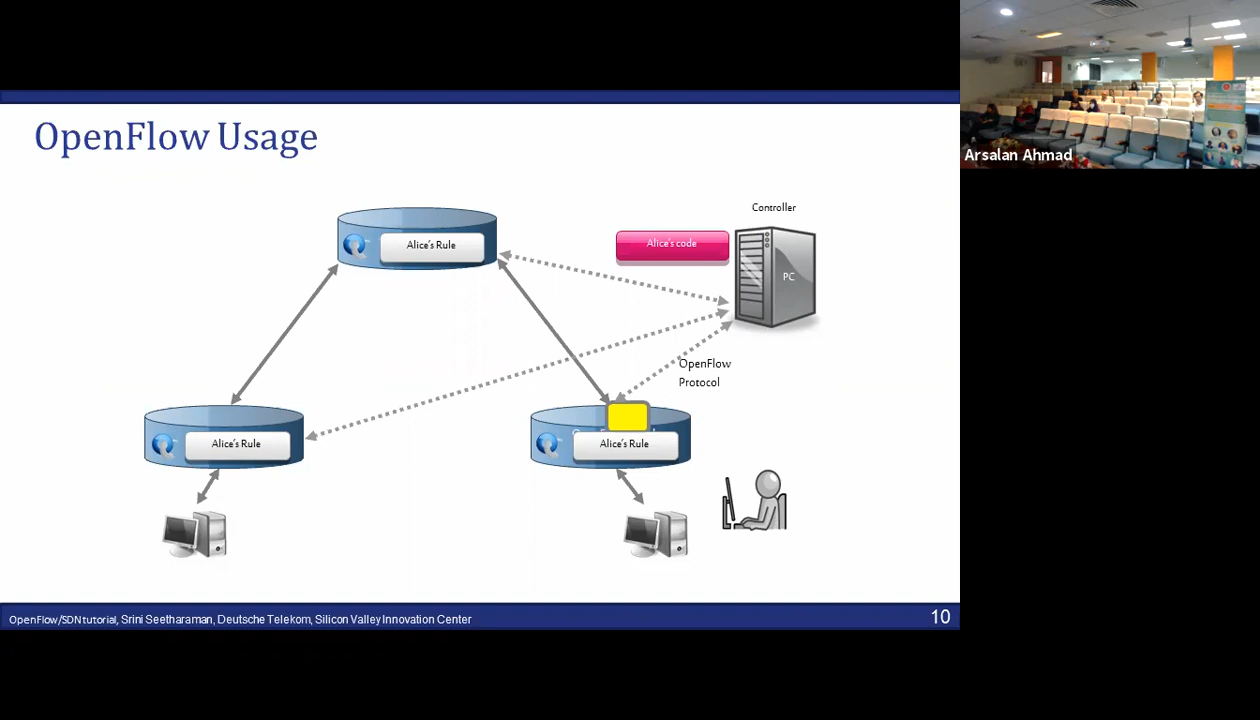 OpenFlow Usage
Controller
Alice's Rule
Alice's code
PC
OpenFlow
Protocol
Alice's Rule
Alice's Rule
OpenFlow/SDN tutorial, Srini Seetharaman, Deutsche Telekom, Silicon Valley Innovation Center
10
Arsalan Ahmad